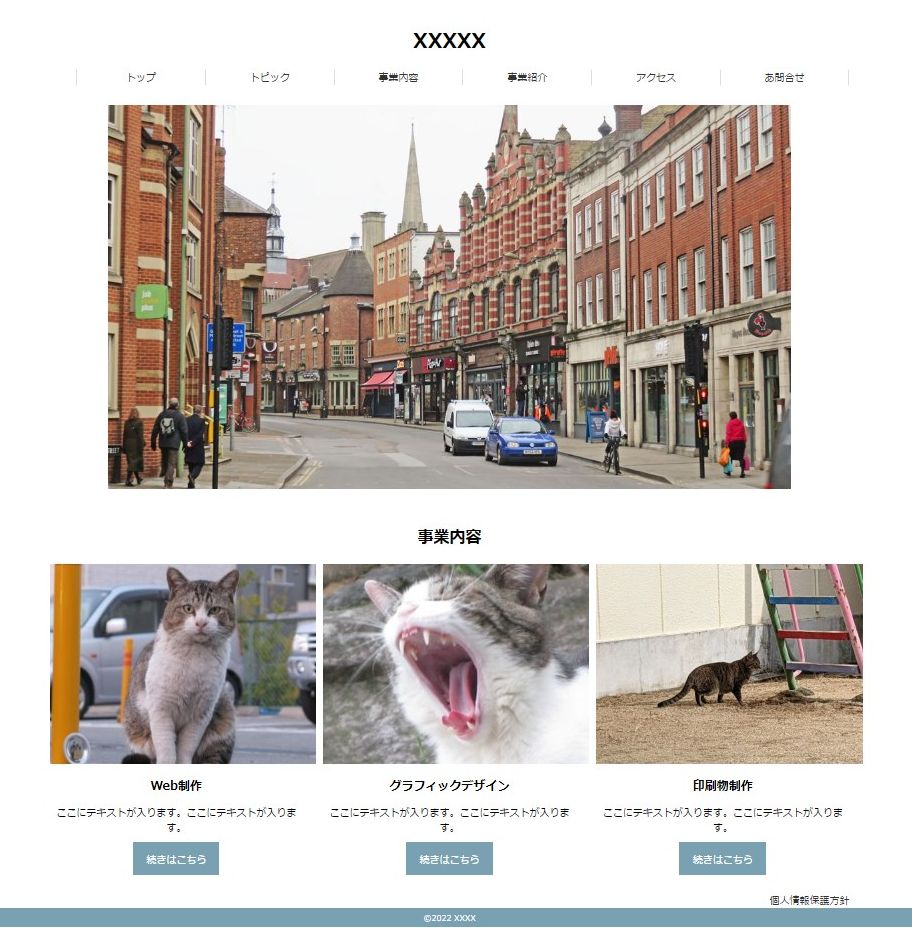 XXXXX
トップ
トピック
事業内容
事業紹介
アクセス
お問合せ
事業内容
Web制作
グラフィックデザイン
印刷物制作
ここにテキストが入ります。ここにテキストが入りま
す。
ここにテキストが入ります。ここにテキストが入りま
す。
ここにテキストが入ります。ここにテキストが入りま
す。
続きはこちら
続きはこちら
続きはこちら
個人情報保護方針
©2022 XXXX